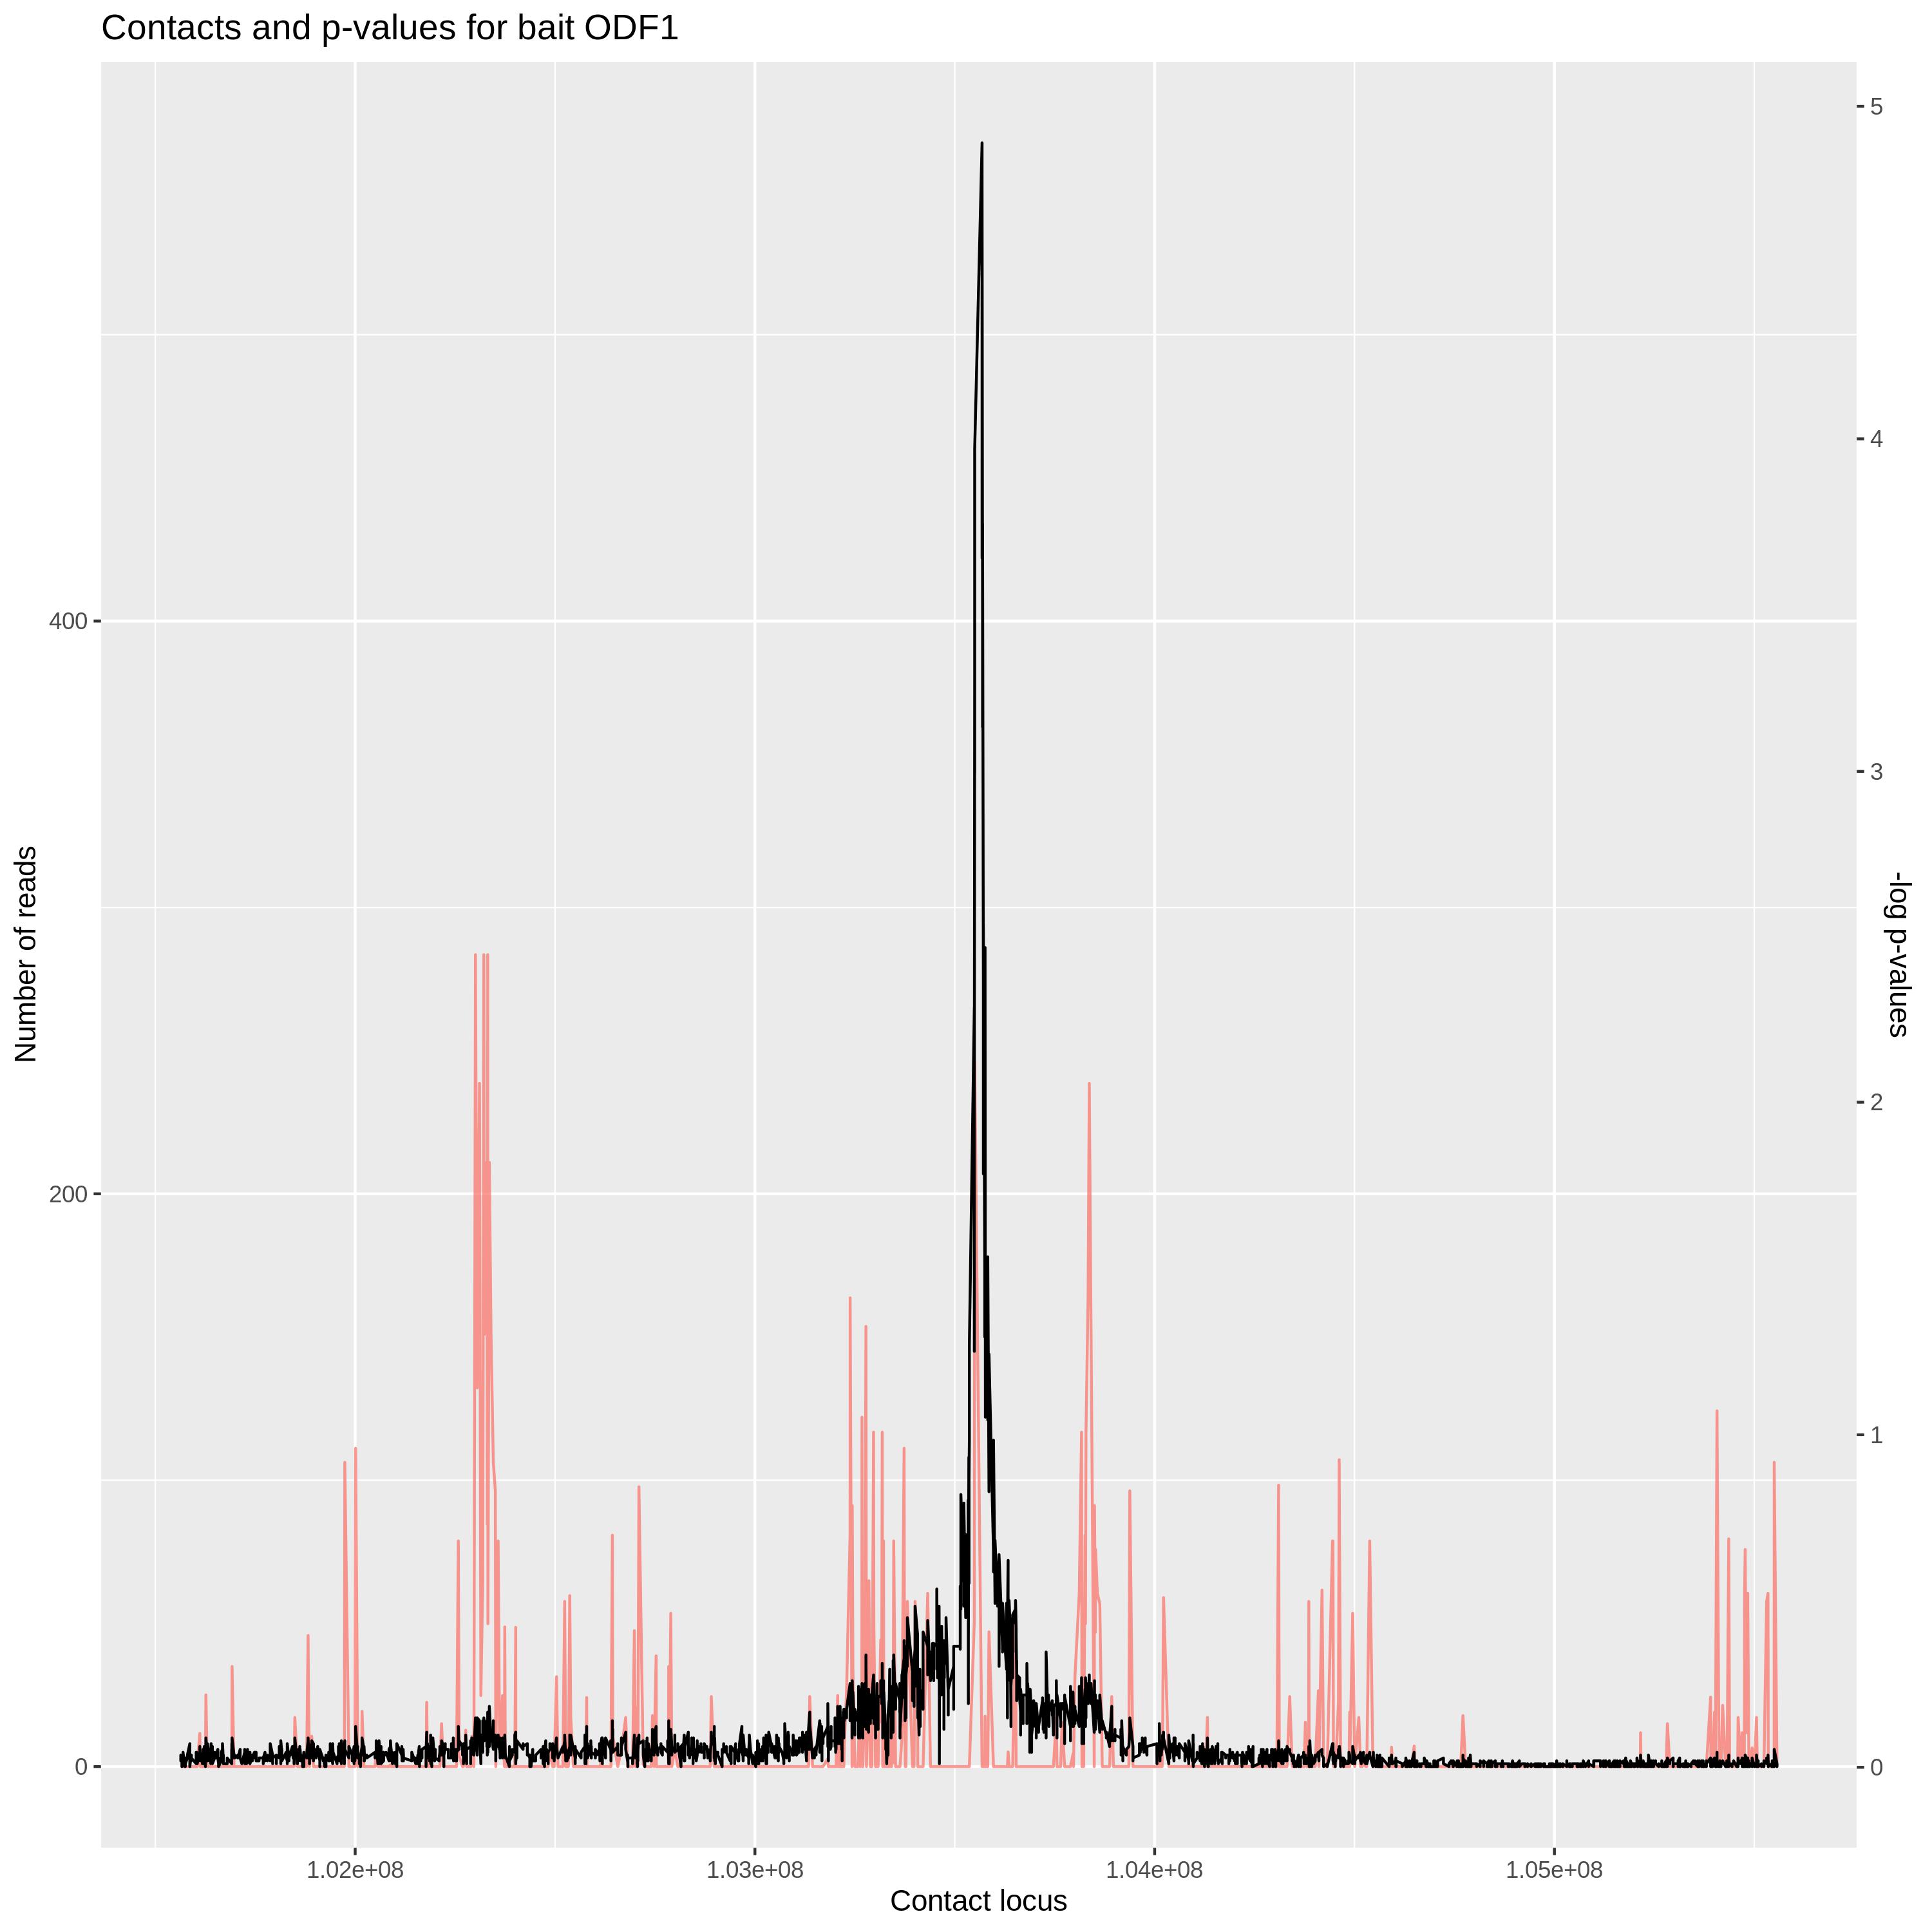 Contacts and p-values for bait ODF1
Number of reads
400
200
0
5
4
3
2
1
0
-log p-values
1.02e+08
1.03e+08
1.04e+08
1.05e+08
Contact locus